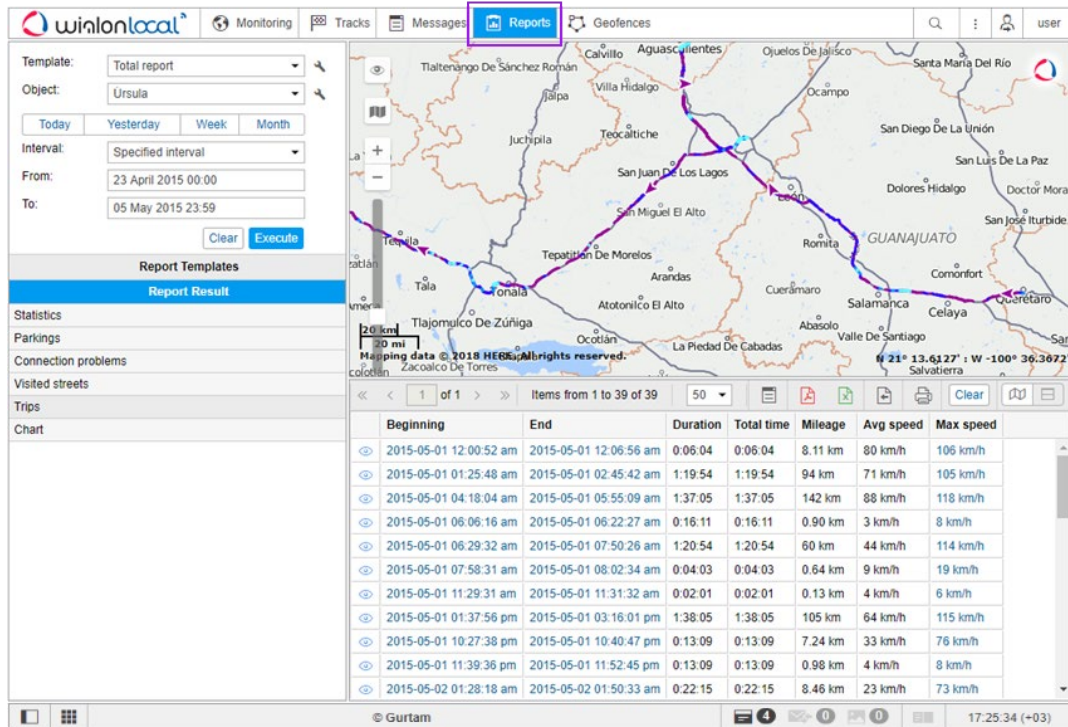 wialonlocal Monitoring Tracks Messages Reports Geofences user
Template: Total report
Object: Úrsula
Today Yesterday Week Month
Interval: Specified interval
From: 23 April 2015 00:00
To: 05 May 2015 23:59
Clear Execute
Report Templates
Report Result
Statistics
Parkings
Connection problems
Visited streets
Trips
Chart
Calvillo Aguascalientes Ojuelos De Jalisco Santa María Del Río
Tlaltenango De Sánchez Román
Jalpa Villa Hidalgo Ocampo
Juchipila Teocaltiche San Diego De La Unión
San Juan De Los Lagos San Luis De La Paz
León Dolores Hidalgo Doctor Mora
San Miguel El Alto San José Iturbide
Tequila Romita GUANAJUATO
Tepatitlán De Morelos Comonfort
Tala Arandas
Tonalá Atotonilco El Alto Cuerámaro Salamanca Querétaro
Celaya
Tlajomulco De Zúñiga Abasolo
20 km
20 mi
Ocotlán La Piedad De Cabadas Valle De Santiago
Mapping data © 2018 HERE, All rights reserved. N 21° 13.6127' : W -100° 36.3672'
Zacoalco De Torres Salvatierra
1 of 1 Items from 1 to 39 of 39 50 Clear
Beginning End Duration Total time Mileage Avg speed Max speed
2015-05-01 12:00:52 am 2015-05-01 12:06:56 am 0:06:04 0:06:04 8.11 km 80 km/h 106 km/h
2015-05-01 01:25:48 am 2015-05-01 02:45:42 am 1:19:54 1:19:54 94 km 71 km/h 105 km/h
2015-05-01 04:18:04 am 2015-05-01 05:55:09 am 1:37:05 1:37:05 142 km 88 km/h 118 km/h
2015-05-01 06:06:16 am 2015-05-01 06:22:27 am 0:16:11 0:16:11 0.90 km 3 km/h 8 km/h
2015-05-01 06:29:32 am 2015-05-01 07:50:26 am 1:20:54 1:20:54 60 km 44 km/h 114 km/h
2015-05-01 07:58:31 am 2015-05-01 08:02:34 am 0:04:03 0:04:03 0.64 km 9 km/h 19 km/h
2015-05-01 11:29:31 am 2015-05-01 11:31:32 am 0:02:01 0:02:01 0.13 km 4 km/h 6 km/h
2015-05-01 01:37:56 pm 2015-05-01 03:16:01 pm 1:38:05 1:38:05 105 km 64 km/h 115 km/h
2015-05-01 10:27:38 pm 2015-05-01 10:40:47 pm 0:13:09 0:13:09 7.24 km 33 km/h 76 km/h
2015-05-01 11:39:36 pm 2015-05-01 11:52:45 pm 0:13:09 0:13:09 0.98 km 4 km/h 8 km/h
2015-05-02 01:28:18 am 2015-05-02 01:50:33 am 0:22:15 0:22:15 8.46 km 23 km/h 73 km/h
© Gurtam 4 0 0 17:25:34 (+03)